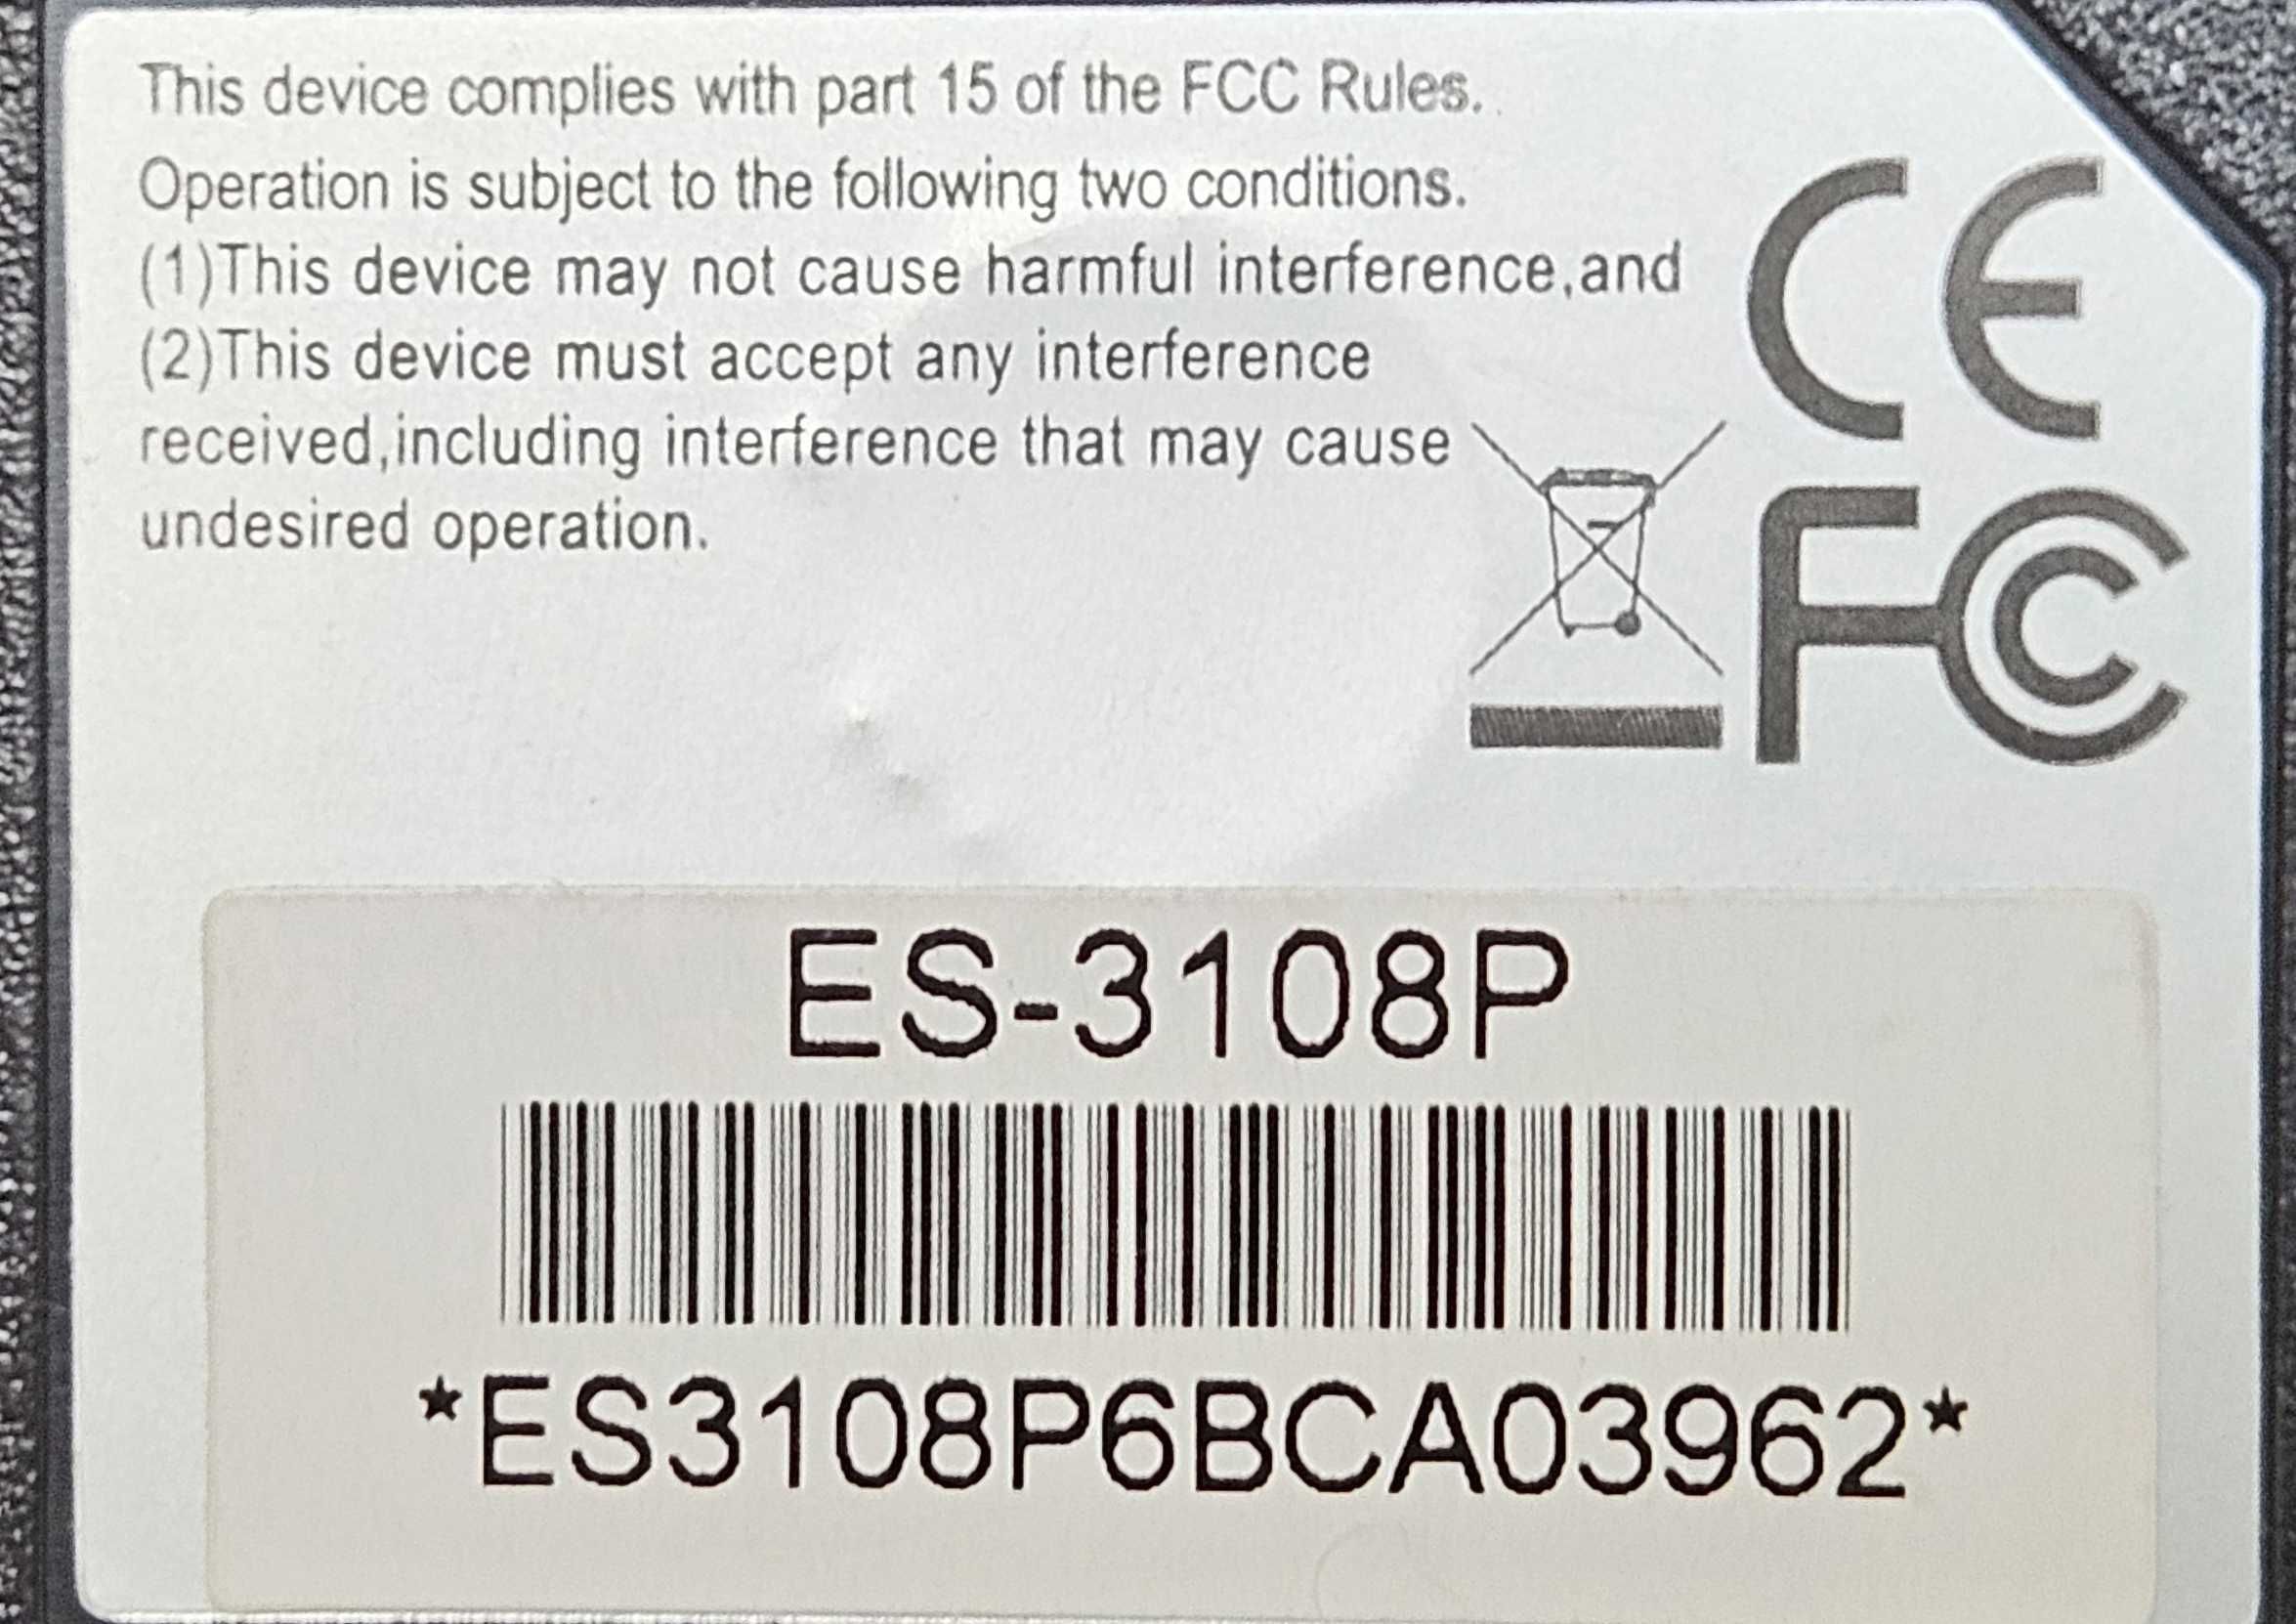 This device complies with part 15 of the FCC Rules.
Operation is subject to the following two conditions.
(1)This device may not cause harmful interference,and
(2)This device must accept any interference
received,including interference that may cause
undesired operation.
CE
FC
ES-3108P
*ES3108P6BCA03962*